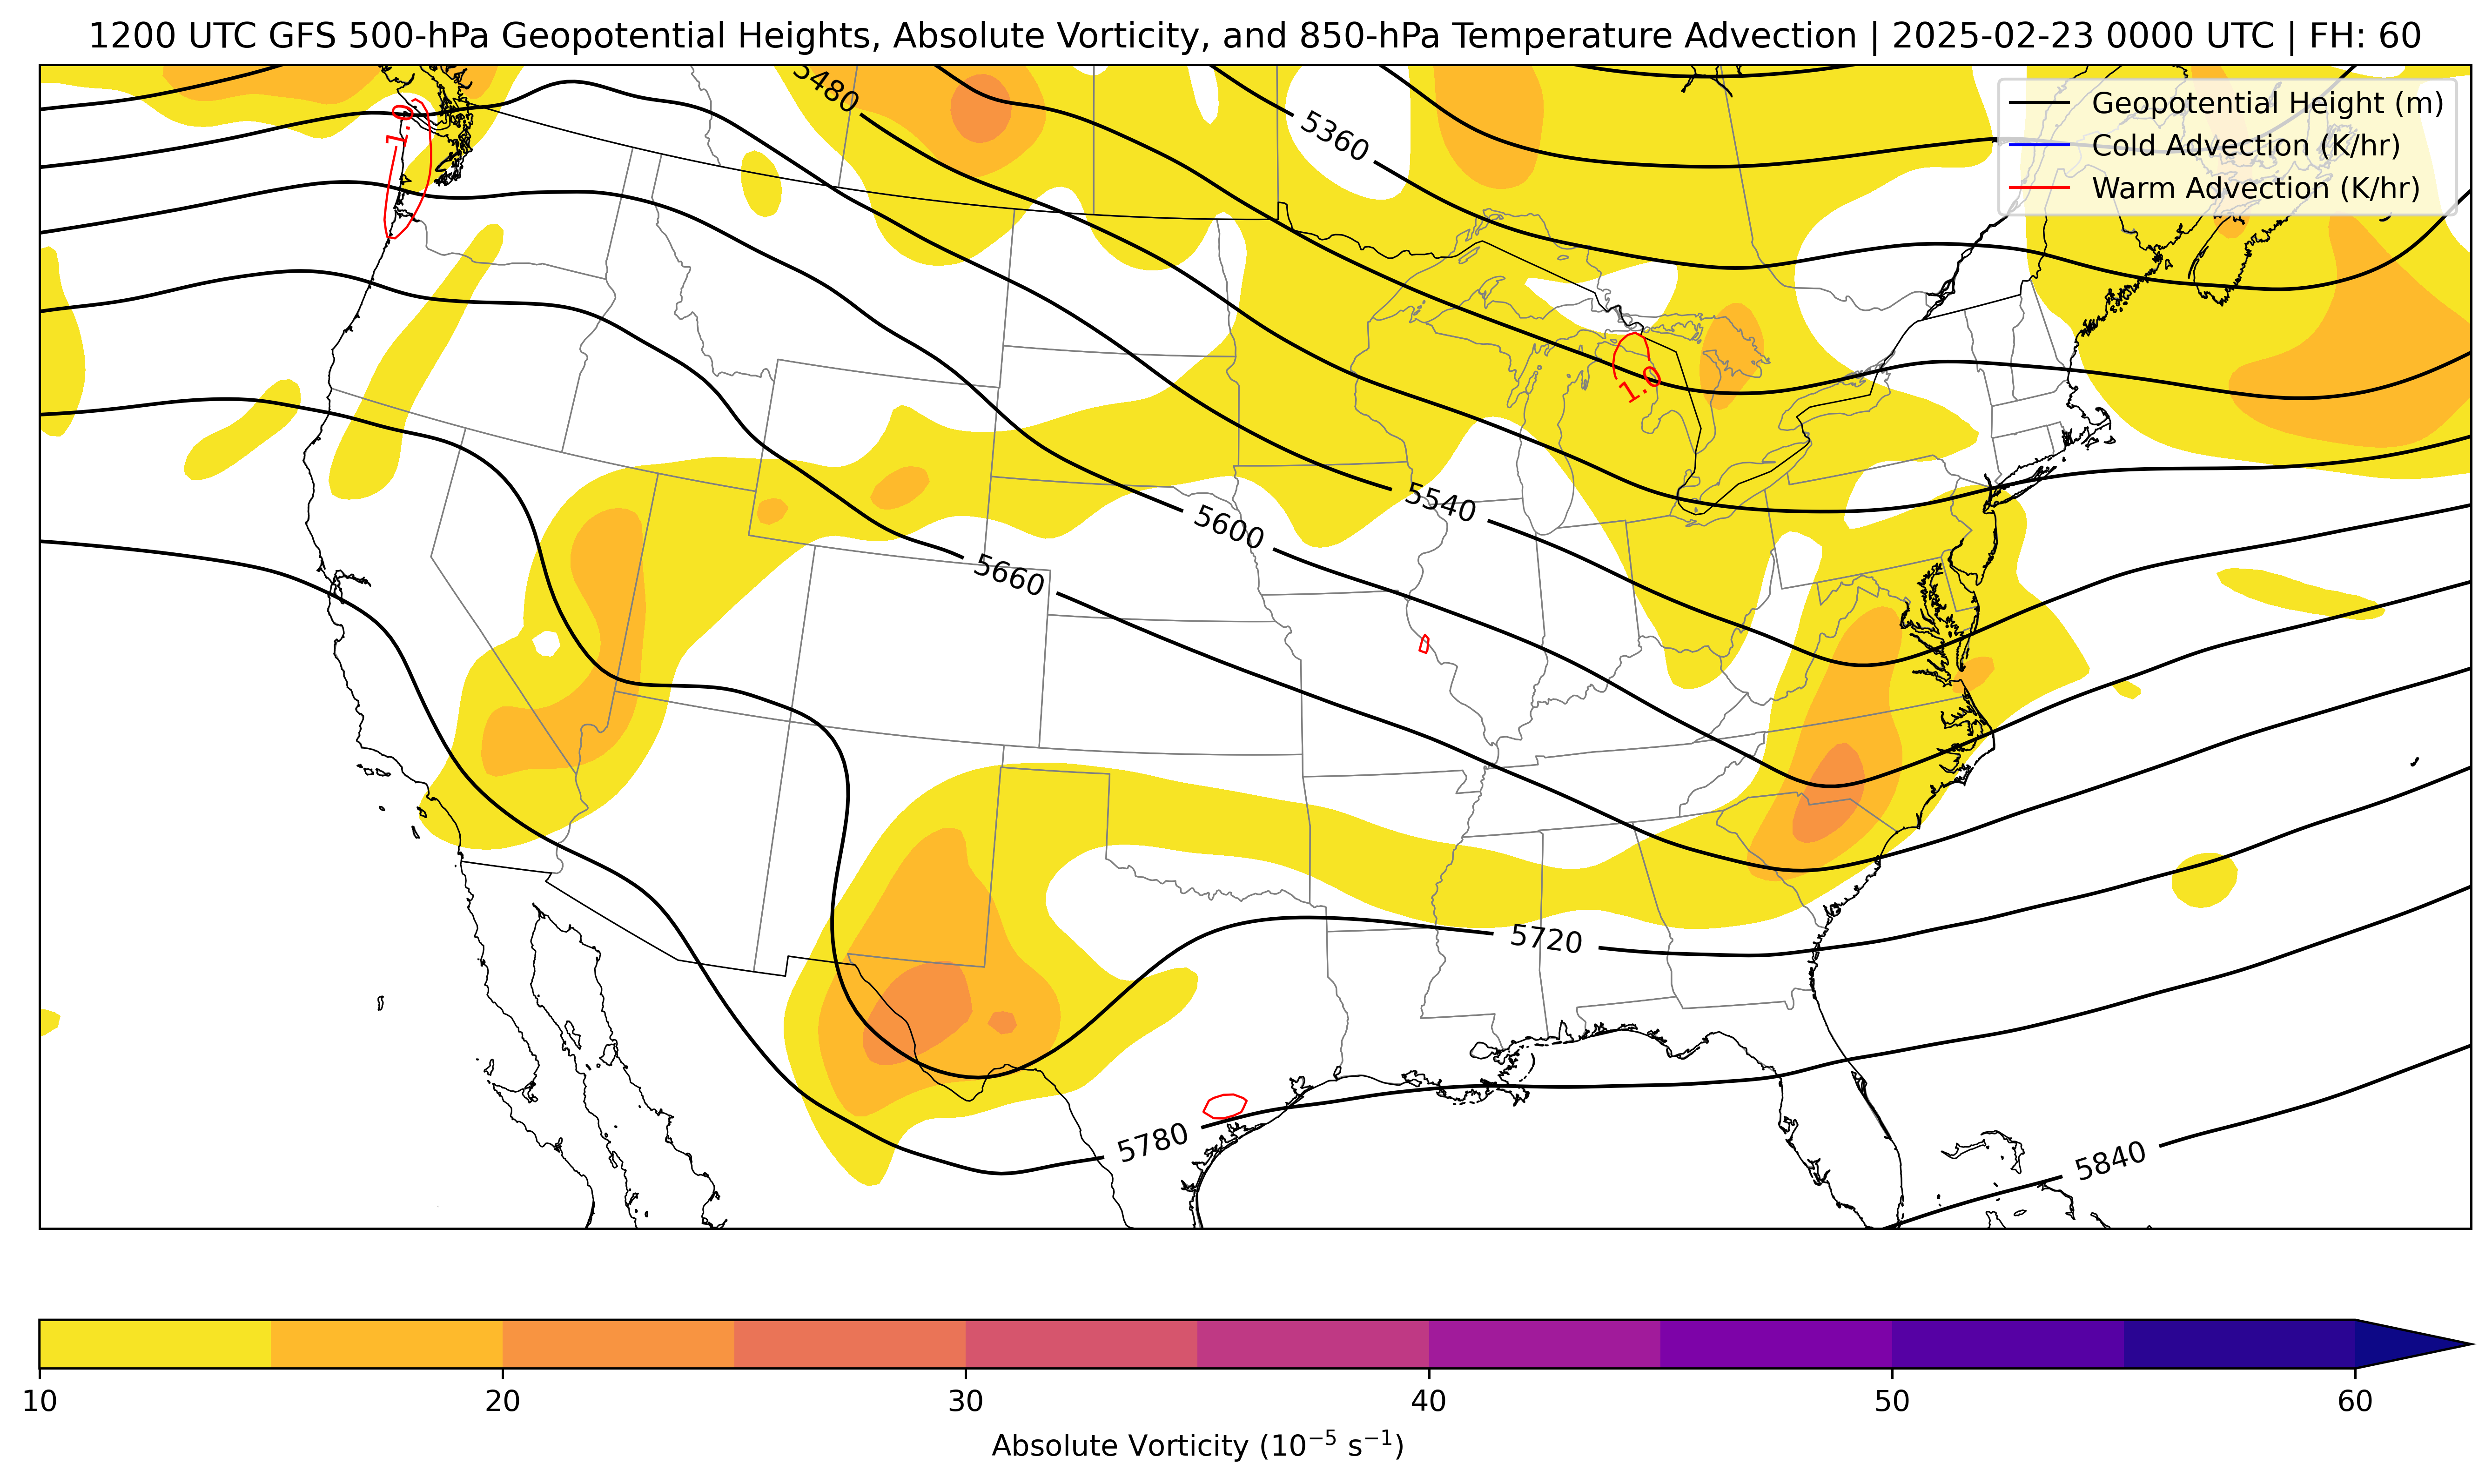 1200 UTC GFS 500-hPa Geopotential Heights, Absolute Vorticity, and 850-hPa Temperature Advection | 2025-02-23 0000 UTC | FH: 60
Geopotential Height (m)
Cold Advection (K/hr)
Warm Advection (K/hr)
5480
5360
1.0
1.0
5540
5600
5660
5720
5780
5840
10 20 30 40 50 60
Absolute Vorticity (10⁻⁵ s⁻¹)